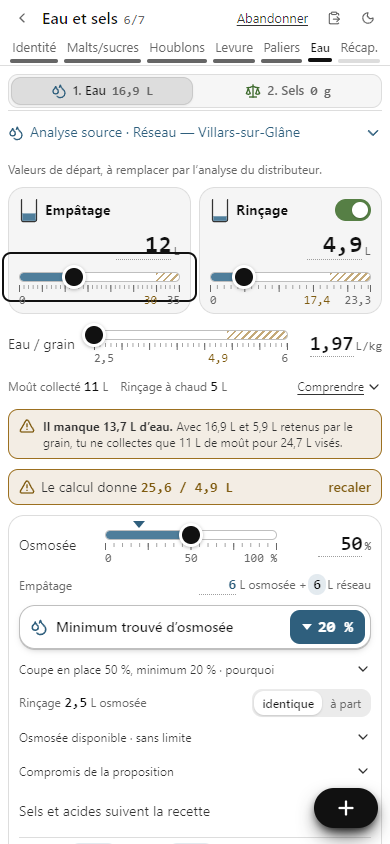 Eau et sels 6/7
Abandonner
Identité Malts/sucres Houblons Levure Paliers Eau Récap.
1. Eau 16,9 L
2. Sels 0 g
Analyse source · Réseau — Villars-sur-Glâne
Valeurs de départ, à remplacer par l'analyse du distributeur.
Empâtage
12 L
0 30 35
Rinçage
4,9 L
0 17,4 23,3
Eau / grain
2,5 4,9 6
1,97 L/kg
Moût collecté 11 L Rinçage à chaud 5 L
Comprendre
Il manque 13,7 L d'eau. Avec 16,9 L et 5,9 L retenus par le
grain, tu ne collectes que 11 L de moût pour 24,7 L visés.
Le calcul donne 25,6 / 4,9 L
recaler
Osmosée
0 50 100 %
50 %
Empâtage
6 L osmosée + 6 L réseau
Minimum trouvé d'osmosée
20 %
Coupe en place 50 %, minimum 20 % · pourquoi
Rinçage 2,5 L osmosée
identique
à part
Osmosée disponible · sans limite
Compromis de la proposition
Sels et acides suivent la recette